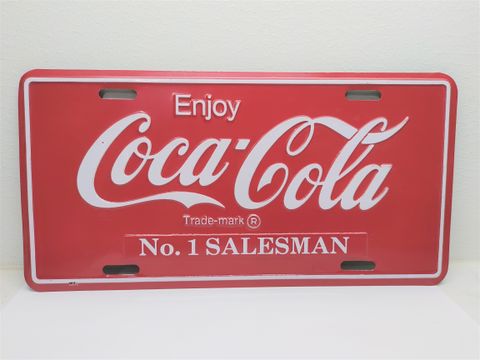 Enjoy
Coca-Cola
Trade-mark ®
No. 1 SALESMAN